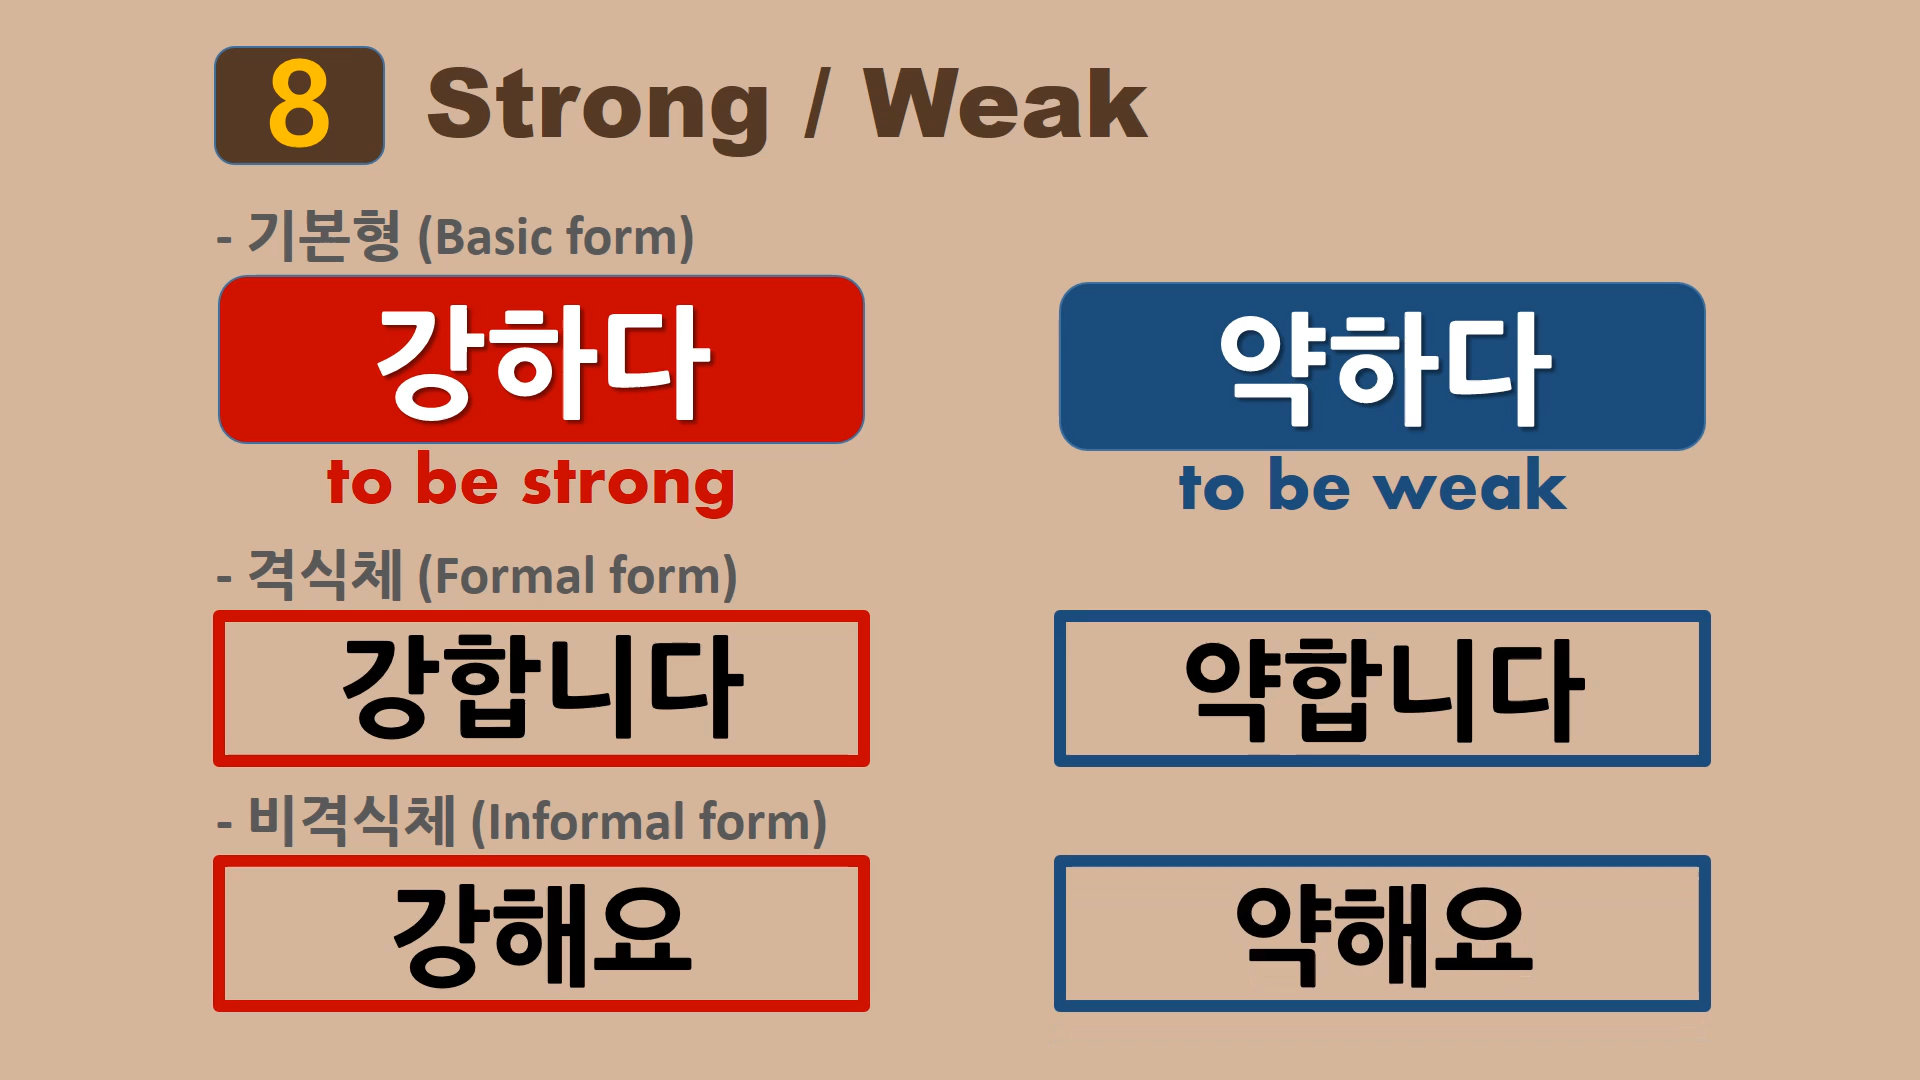 8 Strong / Weak
- 기본형 (Basic form)
강하다 약하다
to be strong to be weak
- 격식체 (Formal form)
강합니다 약합니다
- 비격식체 (Informal form)
강해요 약해요